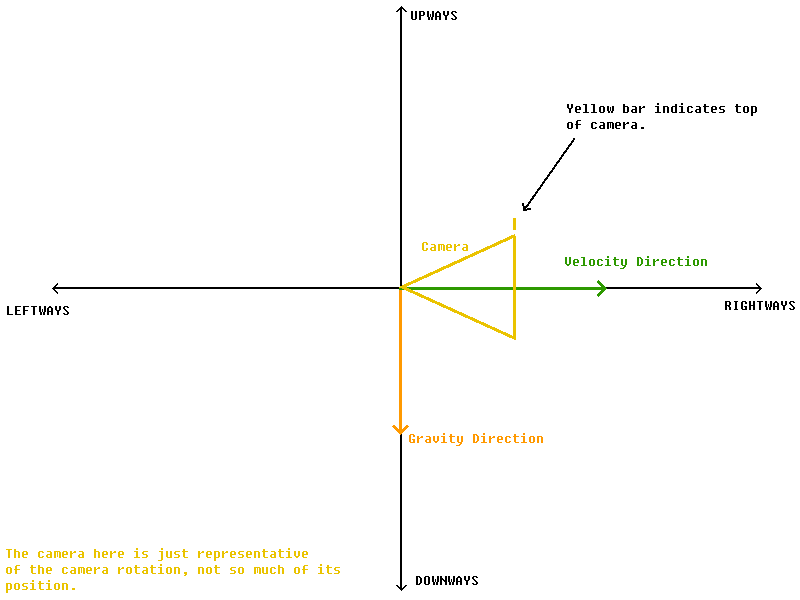 UPWAYS
Yellow bar indicates top
of camera.
Camera
Velocity Direction
LEFTWAYS
RIGHTWAYS
Gravity Direction
The camera here is just representative
of the camera rotation, not so much of its
position.
DOWNWAYS